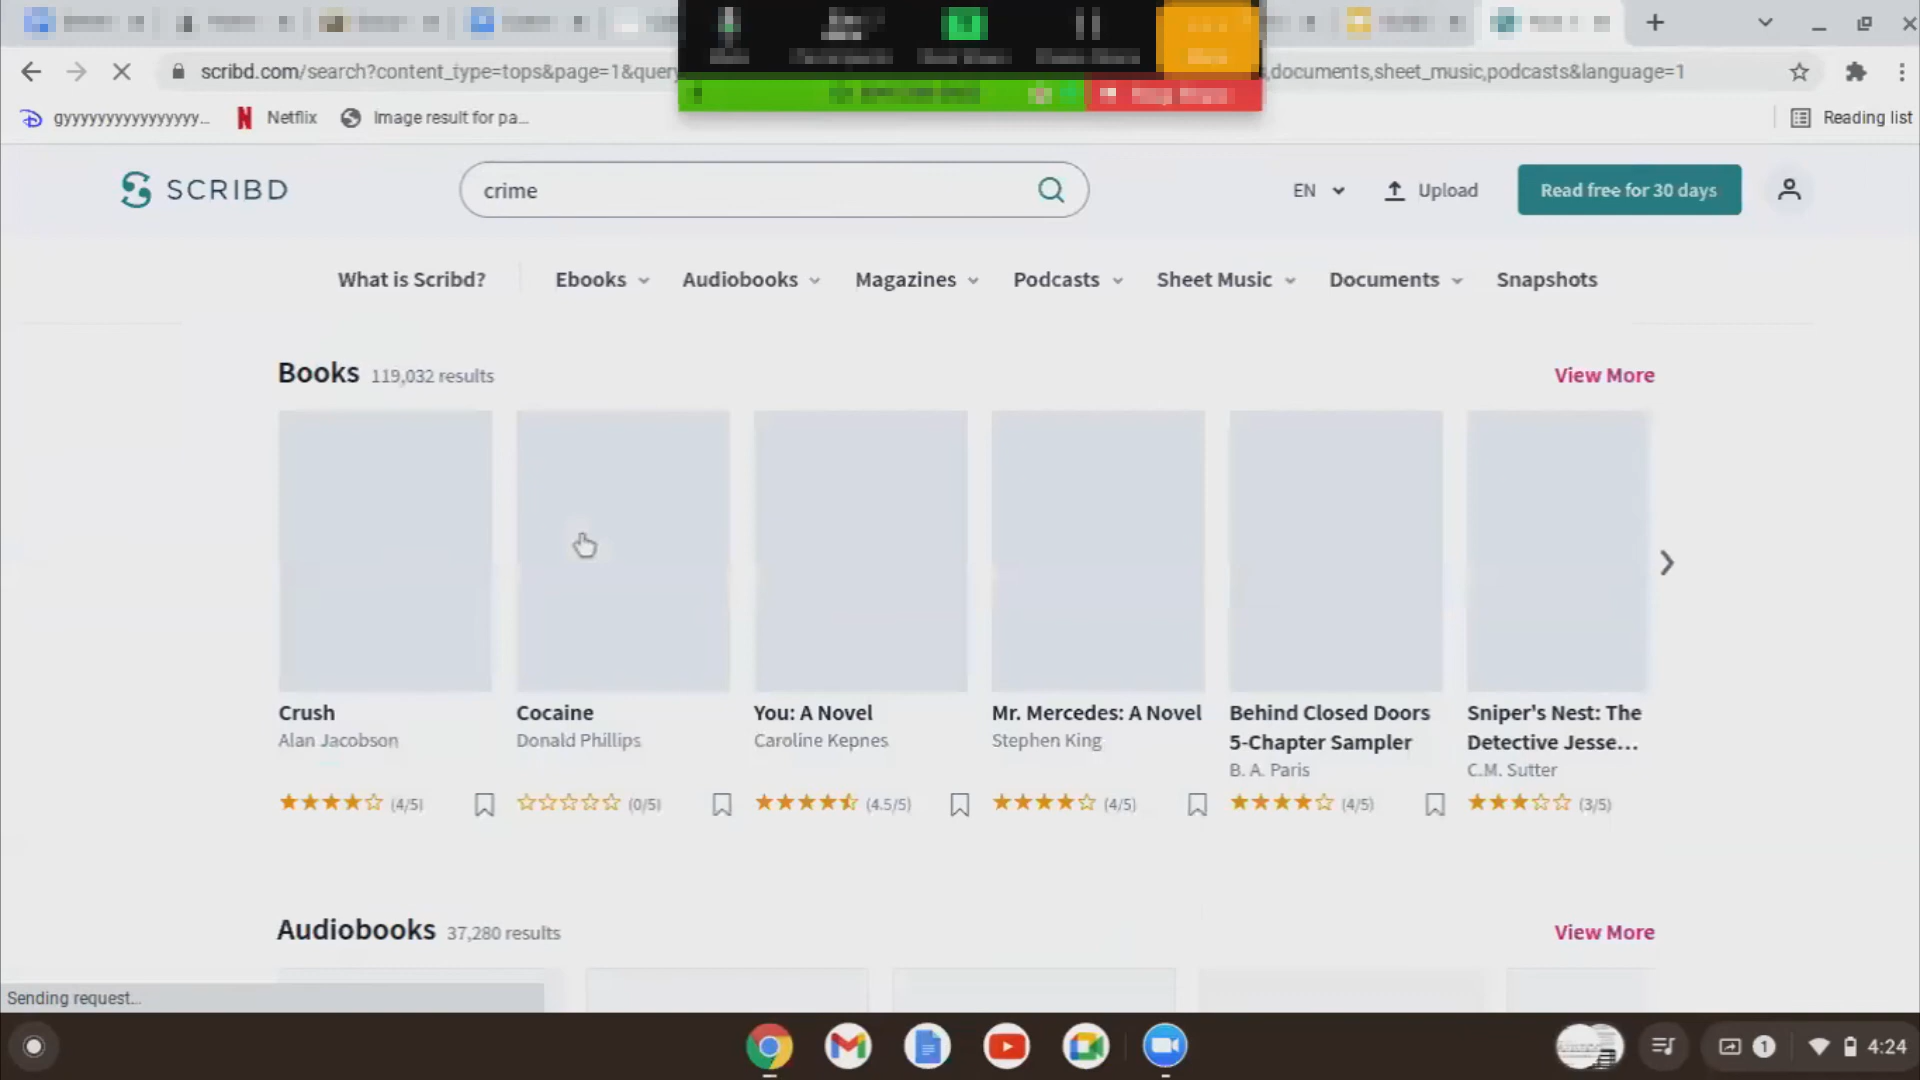 scribd.com/search?content_type=tops&page=1&query
,documents,sheet_music,podcasts&language=1
gyyyyyyyyyyyyyyyy...
Netflix
Image result for pa...
Reading list
SCRIBD
crime
EN
Upload
Read free for 30 days
What is Scribd?
Ebooks
Audiobooks
Magazines
Podcasts
Sheet Music
Documents
Snapshots
Books 119,032 results
View More
Crush
Alan Jacobson
(4/5)
Cocaine
Donald Phillips
(0/5)
You: A Novel
Caroline Kepnes
(4.5/5)
Mr. Mercedes: A Novel
Stephen King
(4/5)
Behind Closed Doors
5-Chapter Sampler
B. A. Paris
(4/5)
Sniper's Nest: The
Detective Jesse...
C.M. Sutter
(3/5)
Audiobooks 37,280 results
View More
Sending request...
1
4:24